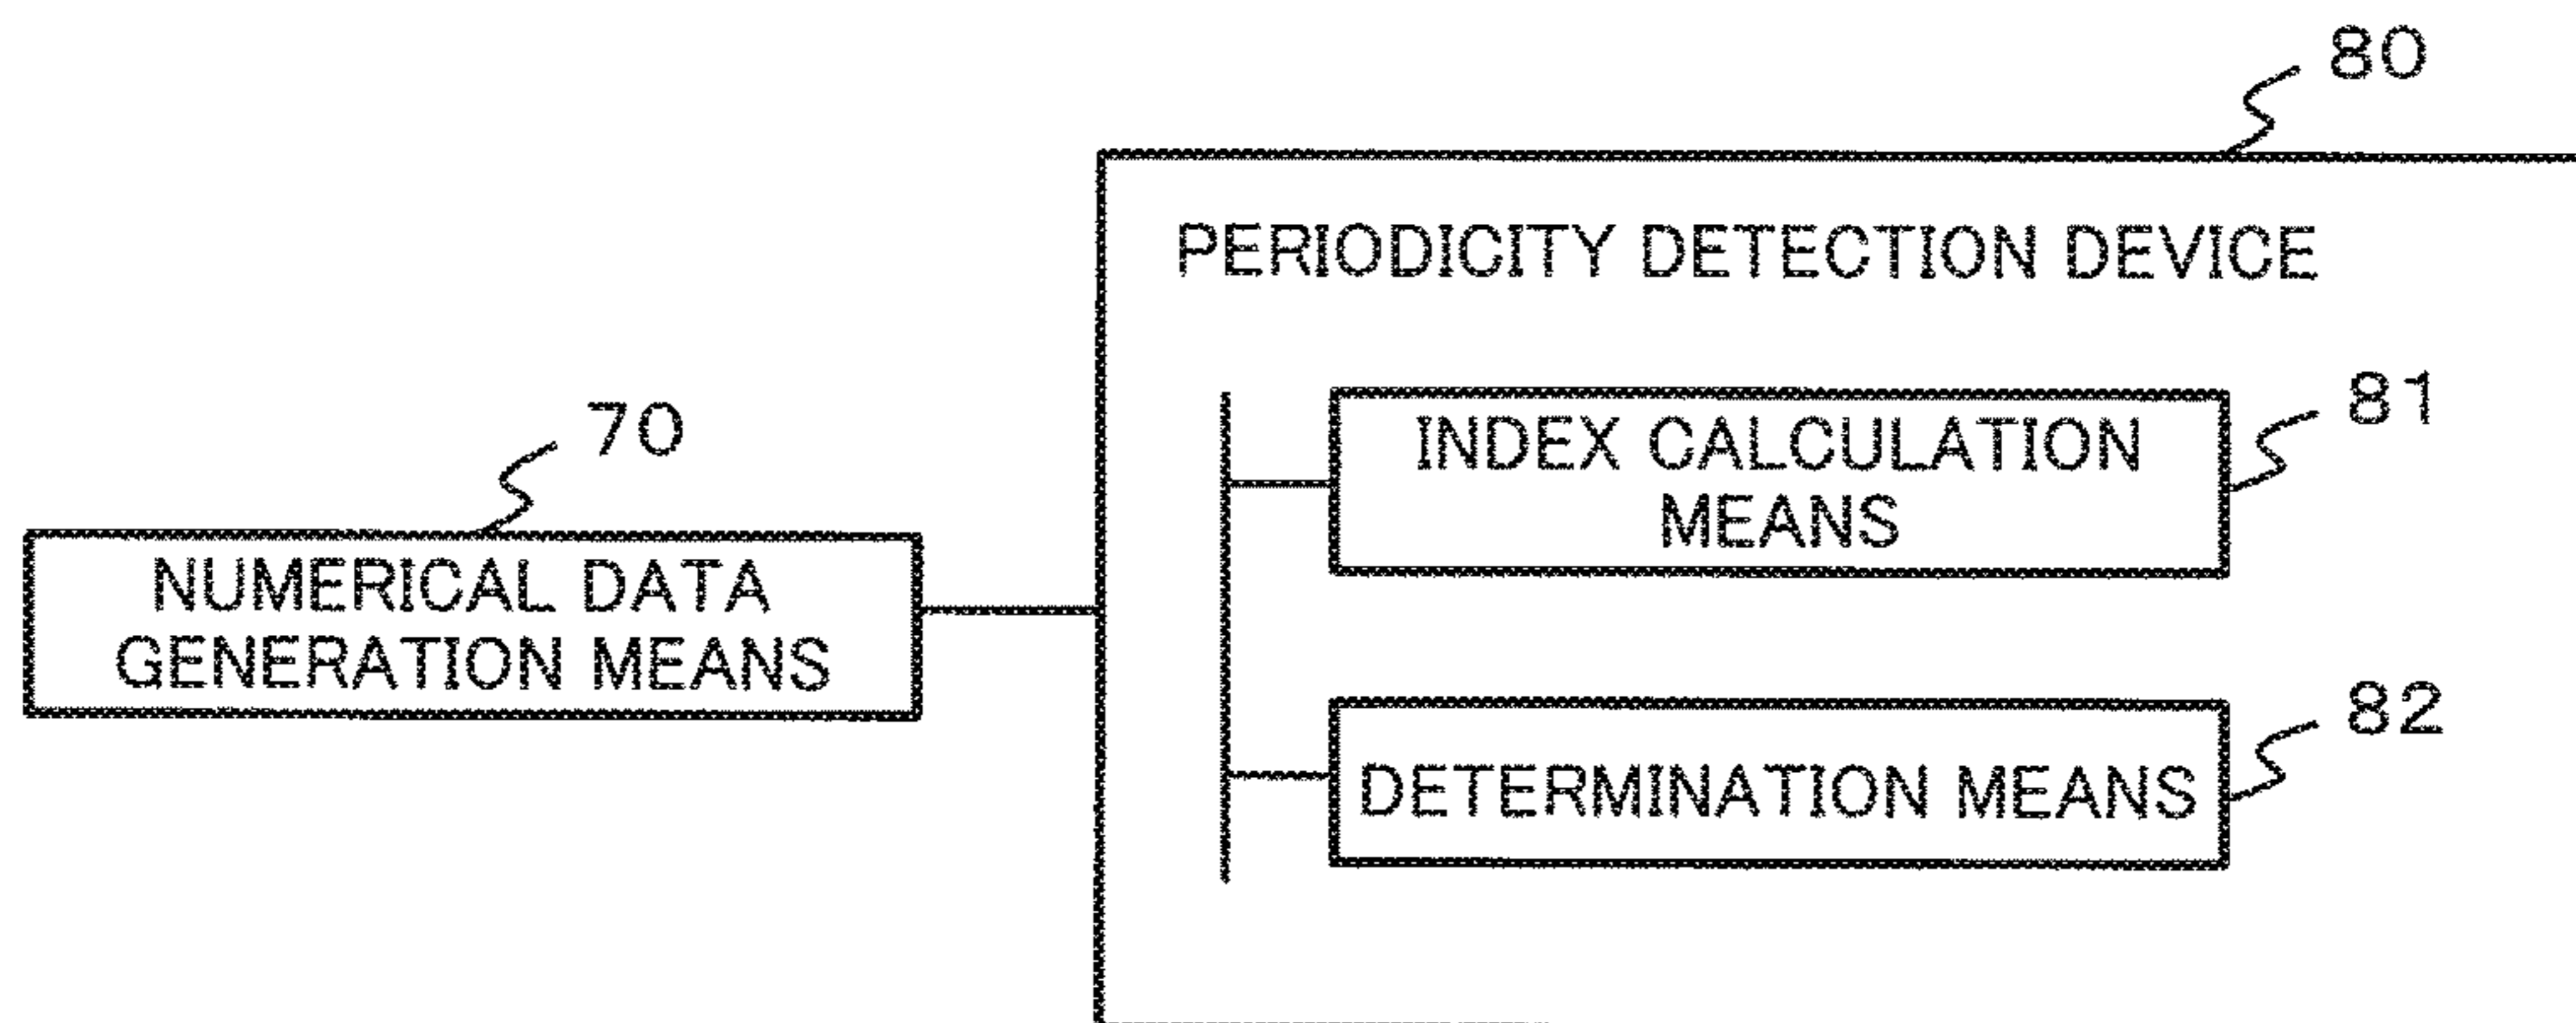 80
PERIODICITY DETECTION DEVICE
81
INDEX CALCULATION
MEANS
70
NUMERICAL DATA
GENERATION MEANS
82
DETERMINATION MEANS